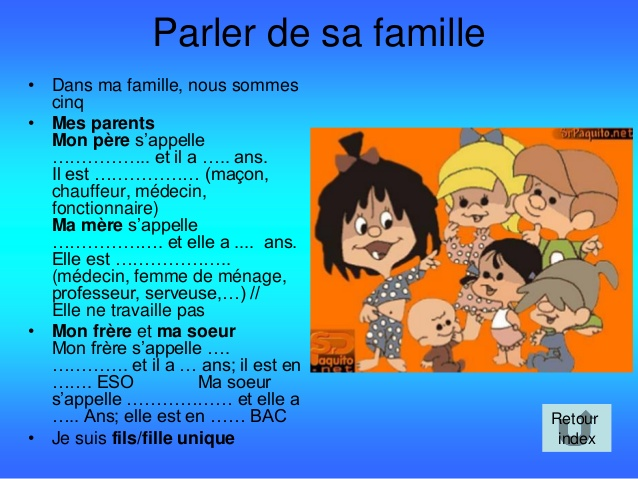 Parler de sa famille
• Dans ma famille, nous sommes
cinq
• Mes parents
Mon père s'appelle
…………….. et il a ….. ans.
Il est ……………… (maçon,
chauffeur, médecin,
fonctionnaire)
Ma mère s'appelle
……………… et elle a .... ans.
Elle est ………………..
(médecin, femme de ménage,
professeur, serveuse,…) //
Elle ne travaille pas
• Mon frère et ma soeur
Mon frère s'appelle ….
………… et il a … ans; il est en
……. ESO Ma soeur
s'appelle ……………… et elle a
….. Ans; elle est en …… BAC
• Je suis fils/fille unique
SrPaquito.net
SP
aquito
.net
Retour
index